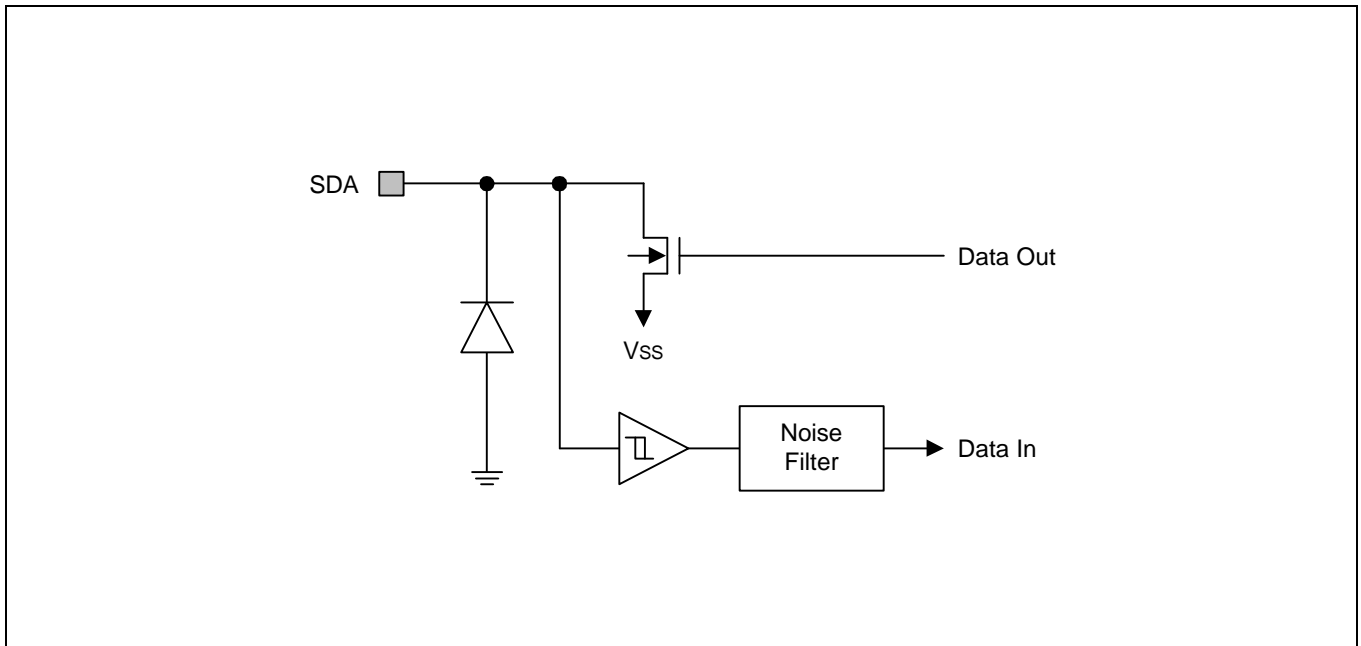 SDA
Data Out
VSS
Noise
Filter
Data In